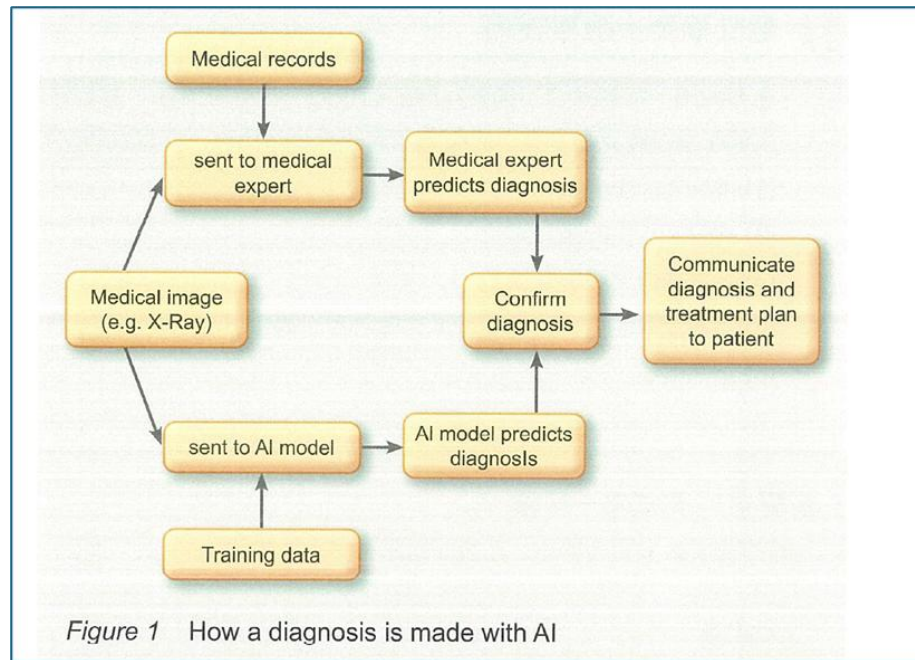 Medical records
sent to medical
expert
Medical expert
predicts diagnosis
Medical image
(e.g. X-Ray)
Confirm
diagnosis
Communicate
diagnosis and
treatment plan
to patient
sent to AI model
AI model predicts
diagnosIs
Training data
Figure 1 How a diagnosis is made with AI